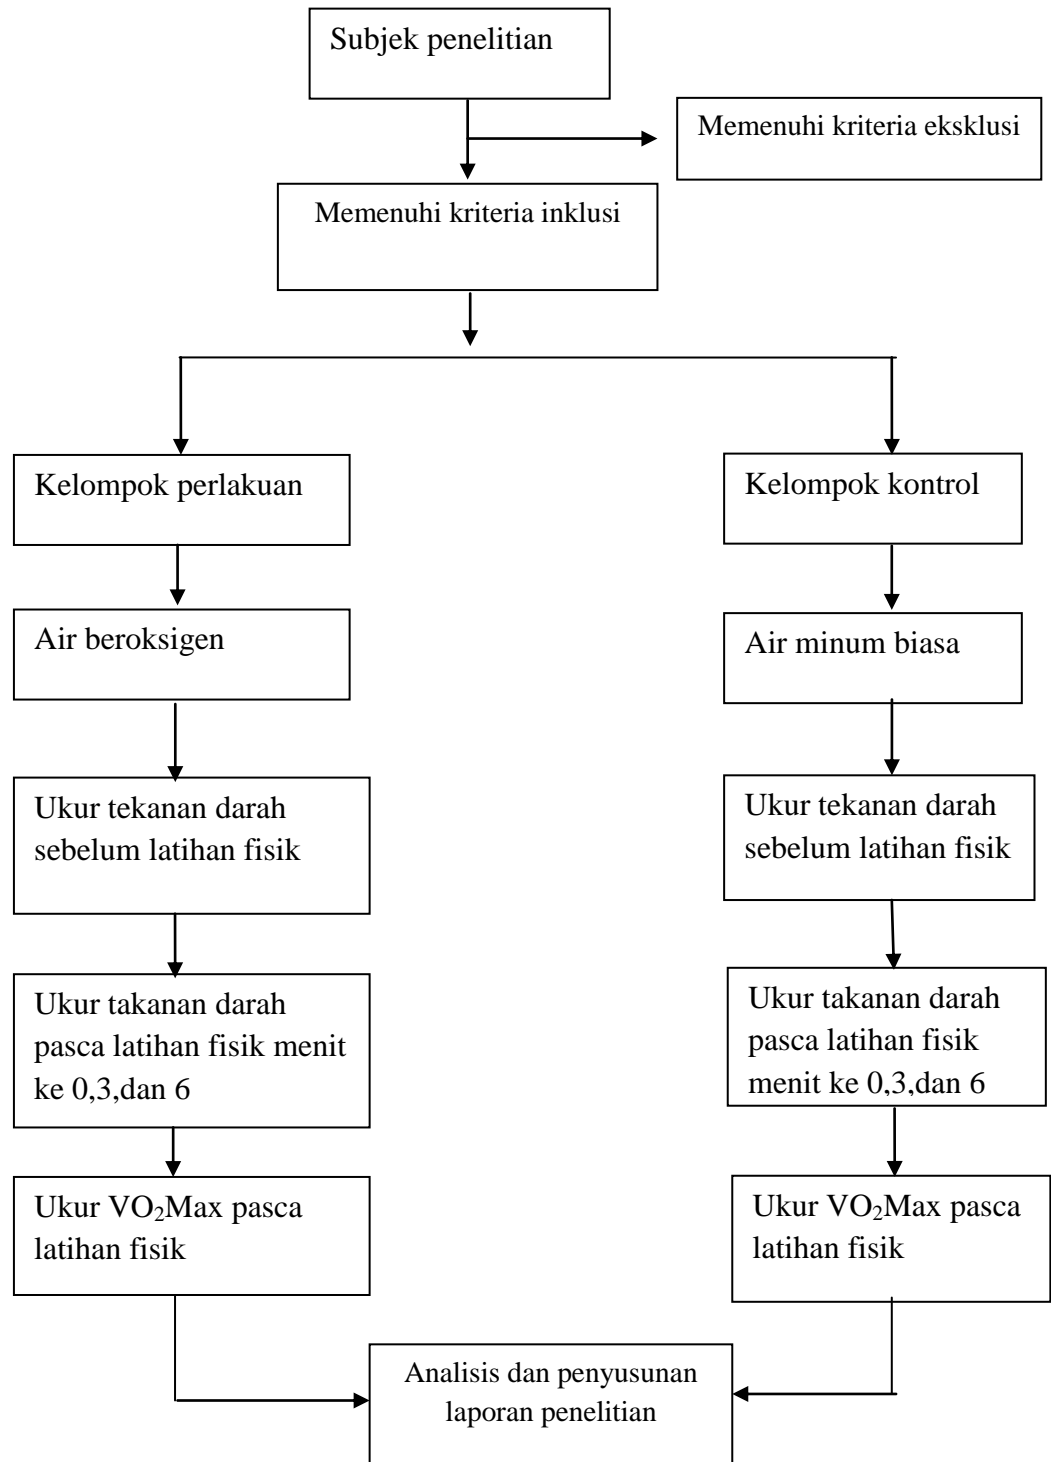 Subjek penelitian
Memenuhi kriteria eksklusi
Memenuhi kriteria inklusi
Kelompok perlakuan
Kelompok kontrol
Air beroksigen
Air minum biasa
Ukur tekanan darah
sebelum latihan fisik
Ukur tekanan darah
sebelum latihan fisik
Ukur takanan darah
pasca latihan fisik menit
ke 0,3,dan 6
Ukur takanan darah
pasca latihan fisik
menit ke 0,3,dan 6
Ukur VO₂Max pasca
latihan fisik
Ukur VO₂Max pasca
latihan fisik
Analisis dan penyusunan
laporan penelitian